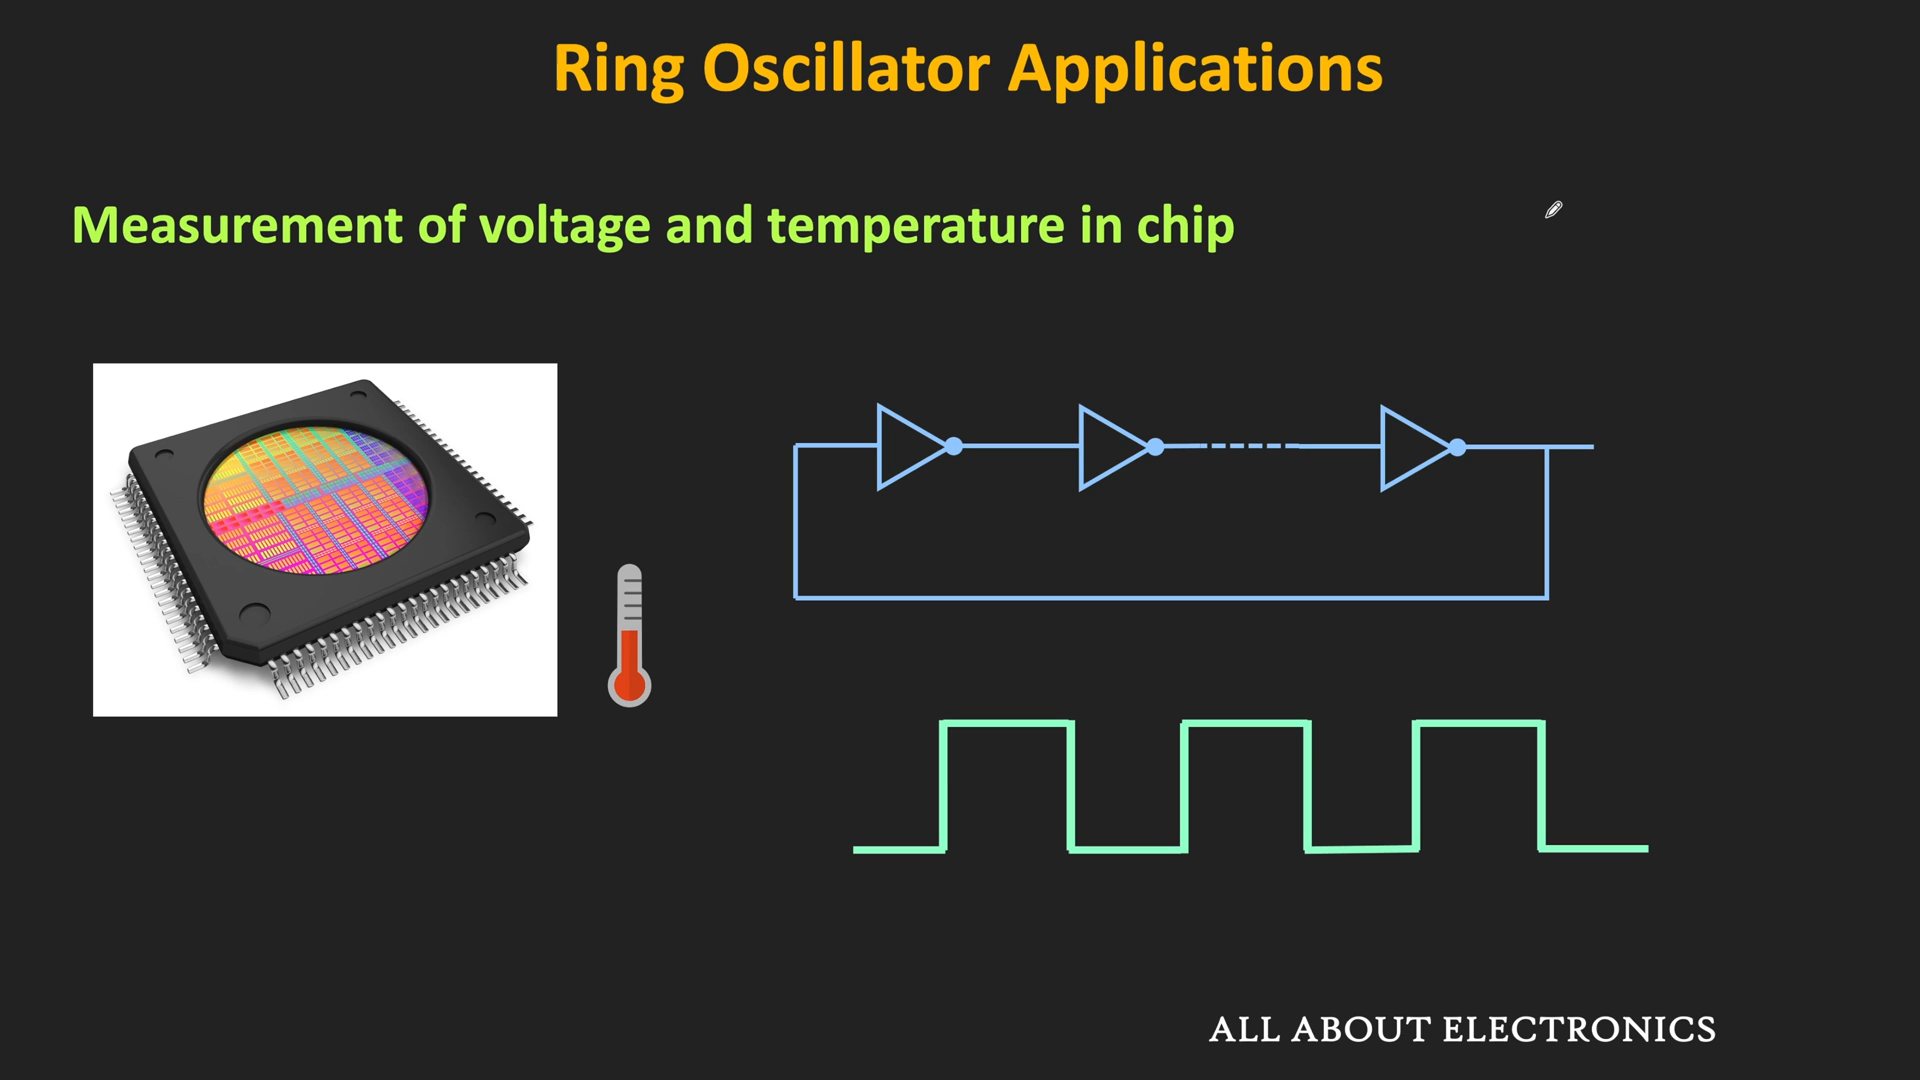 Ring Oscillator Applications
Measurement of voltage and temperature in chip
ALL ABOUT ELECTRONICS